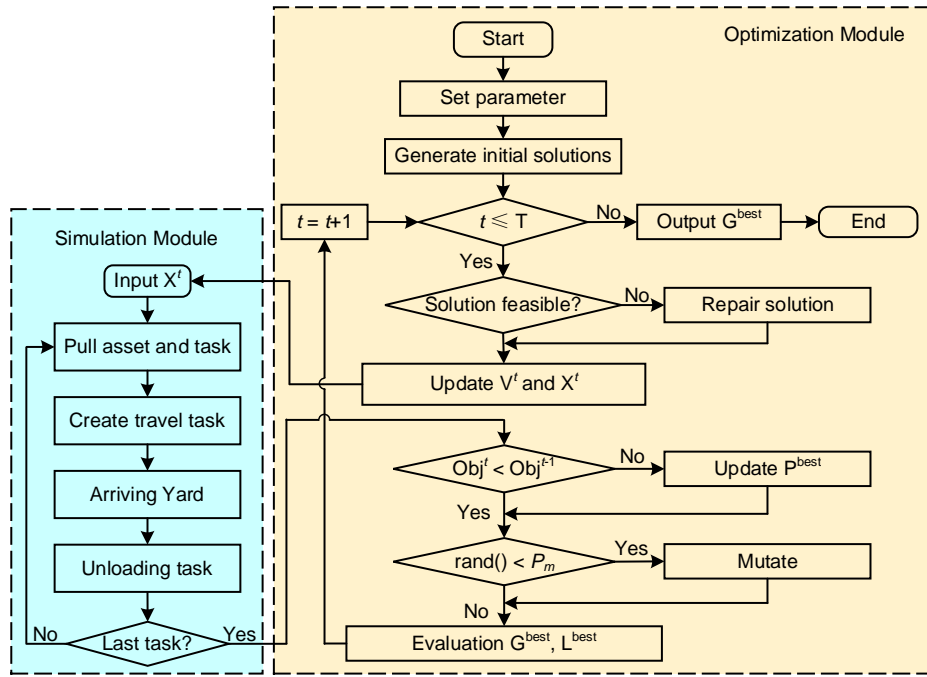 Start
Optimization Module
Set parameter
Generate initial solutions
t = t+1
t ≤ T
No
Output G^best
End
Yes
Solution feasible?
No
Repair solution
Update V^t and X^t
Simulation Module
Input X^t
Pull asset and task
Create travel task
Arriving Yard
Unloading task
Last task?
No
Yes
Obj^t < Obj^t-1
No
Update P^best
Yes
rand() < P_m
Yes
Mutate
No
Evaluation G^best, L^best